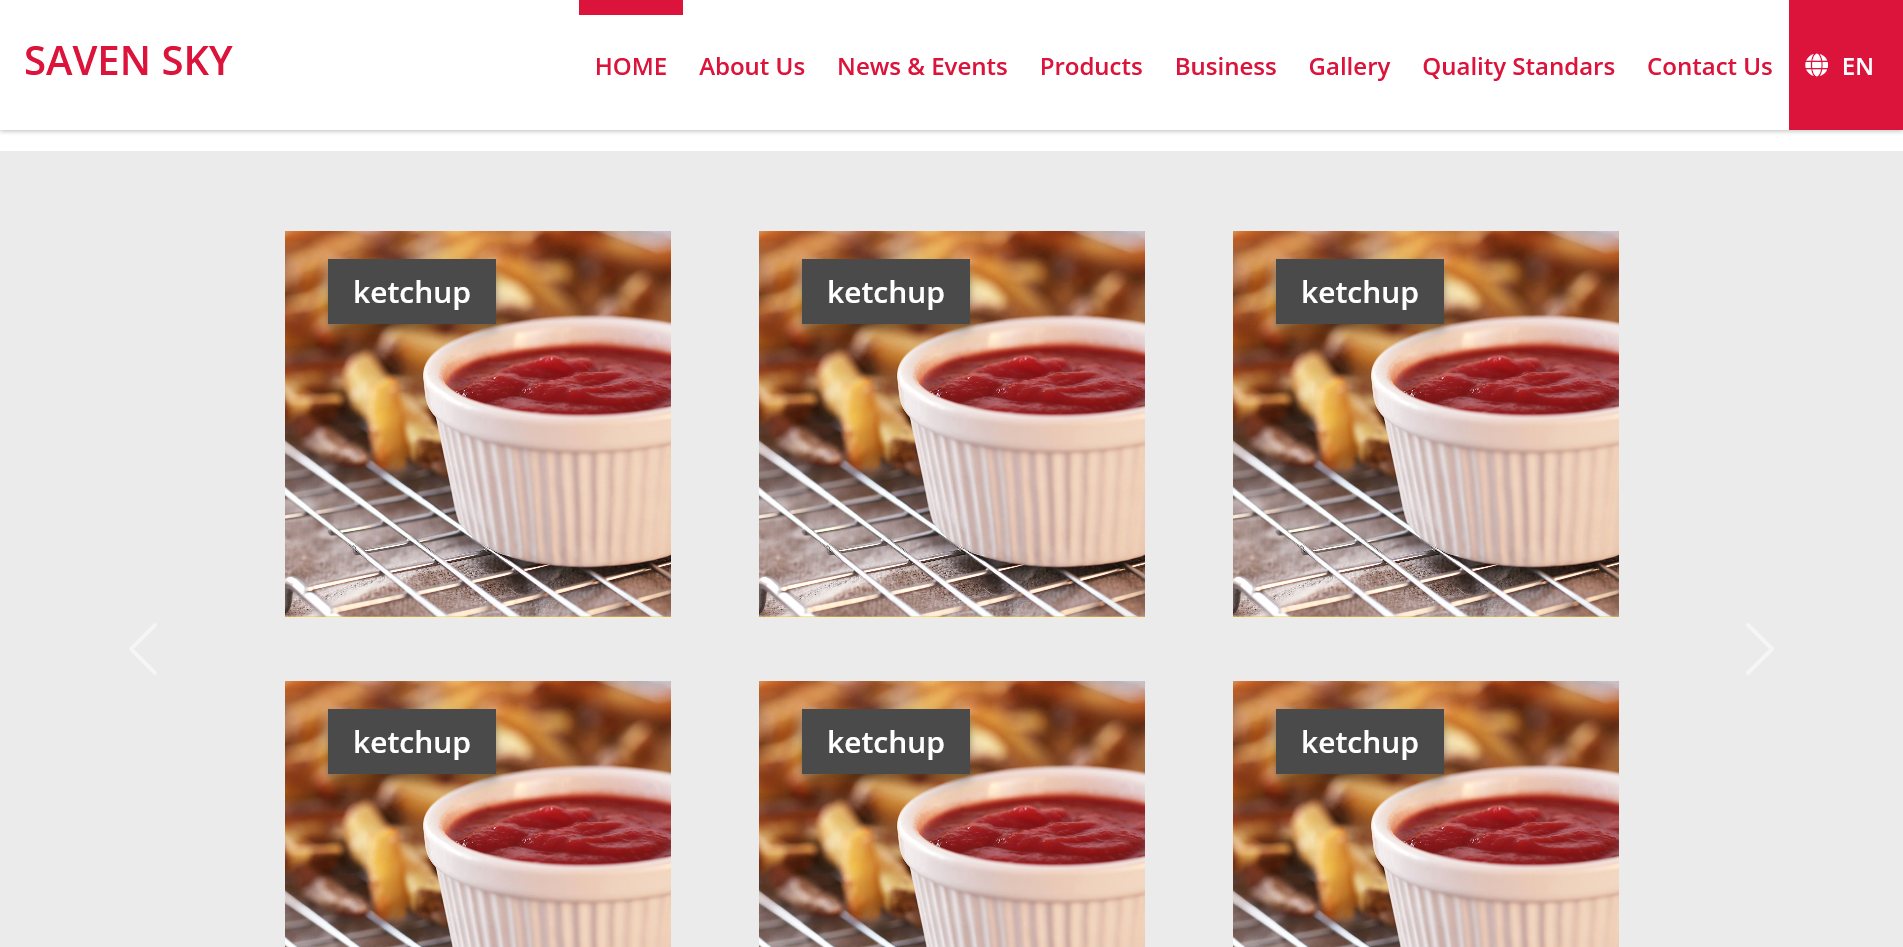 SAVEN SKY
HOME About Us News & Events Products Business Gallery Quality Standars Contact Us EN
ketchup ketchup ketchup
ketchup ketchup ketchup